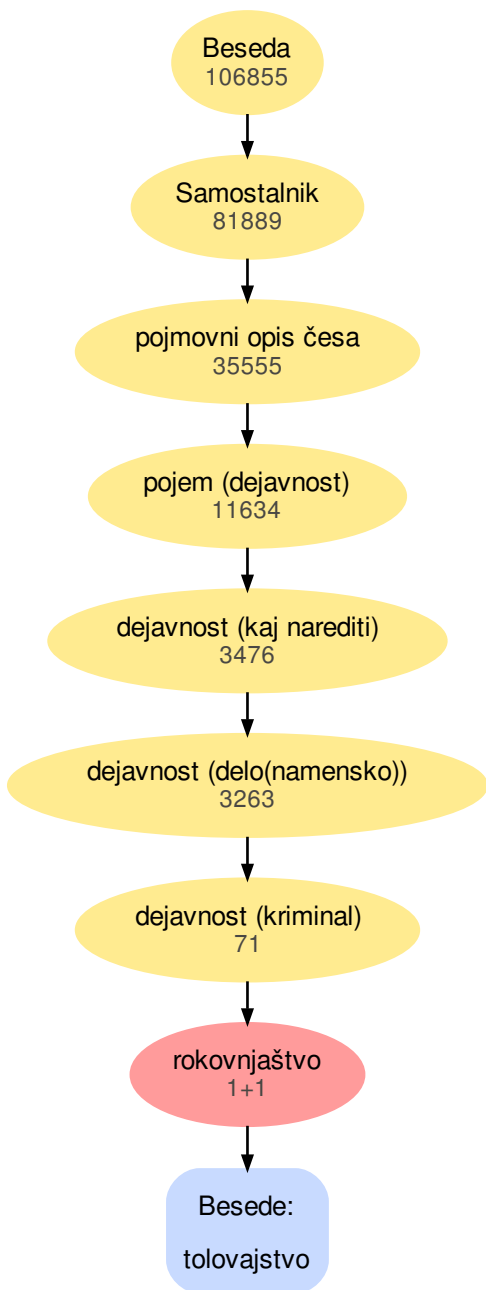 Beseda
106855
Samostalnik
81889
pojmovni opis česa
35555
pojem (dejavnost)
11634
dejavnost (kaj narediti)
3476
dejavnost (delo(namensko))
3263
dejavnost (kriminal)
71
rokovnjaštvo
1+1
Besede:
tolovajstvo